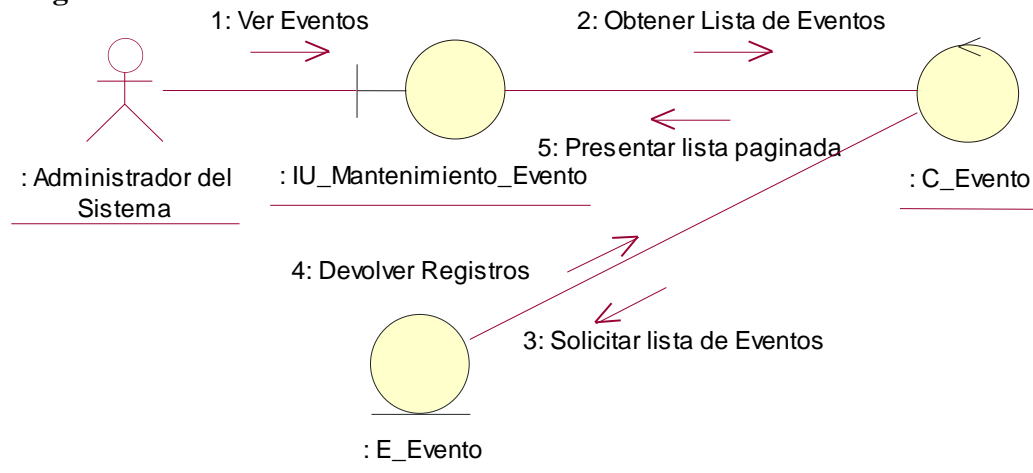 1: Ver Eventos
2: Obtener Lista de Eventos
5: Presentar lista paginada
: Administrador del
Sistema
: IU_Mantenimiento_Evento
: C_Evento
4: Devolver Registros
3: Solicitar lista de Eventos
: E_Evento